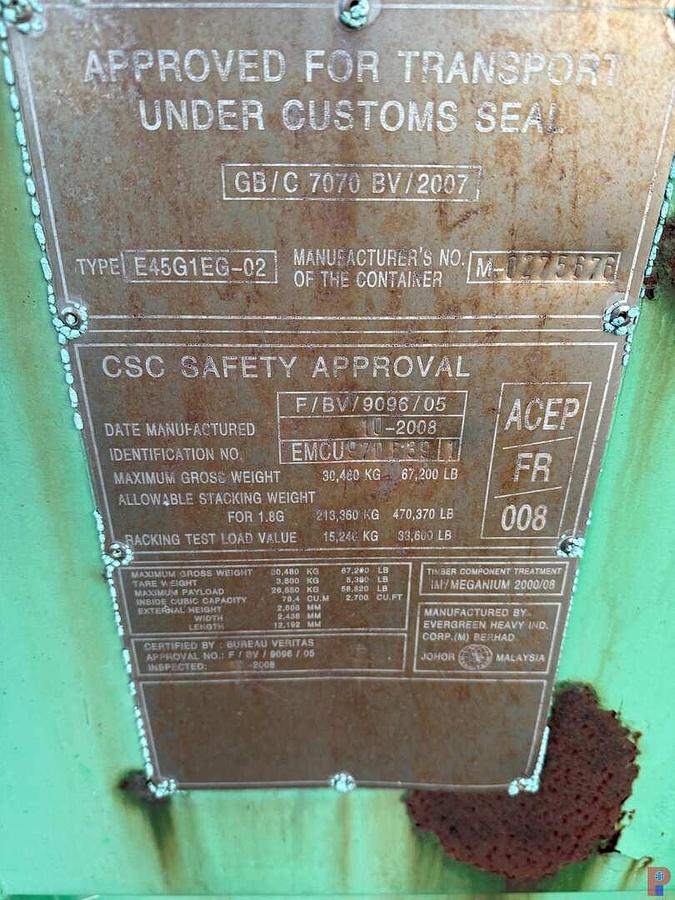 APPROVED FOR TRANSPORT
UNDER CUSTOMS SEAL
GB/C 7070 BV/2007
TYPE E45G1EG-02
MANUFACTURER'S NO.
OF THE CONTAINER
M-0275676
CSC SAFETY APPROVAL
F/BV/9096/05
DATE MANUFACTURED 10-2008
IDENTIFICATION NO.
MAXIMUM GROSS WEIGHT 30,480 KG 67,200 LB
ALLOWABLE STACKING WEIGHT
FOR 1.8G 213,360 KG 470,370 LB
RACKING TEST LOAD VALUE 15,240 KG 33,600 LB
ACEP
FR
008
MAXIMUM GROSS WEIGHT 30,480 KG 67,200 LB
TARE WEIGHT 3,800 KG 8,380 LB
MAXIMUM PAYLOAD 26,680 KG 58,820 LB
INSIDE CUBIC CAPACITY 76.4 CU.M 2,700 CU.FT
EXTERNAL HEIGHT 2,896 MM
WIDTH 2,438 MM
LENGTH 12,192 MM
CERTIFIED BY : BUREAU VERITAS
APPROVAL NO.: F / BV / 9096 / 05
INSPECTED: -2008
TIMBER COMPONENT TREATMENT
IM/MEGANIUM 2000/08
MANUFACTURED BY
EVERGREEN HEAVY IND.
CORP.(M) BERHAD
JOHOR MALAYSIA